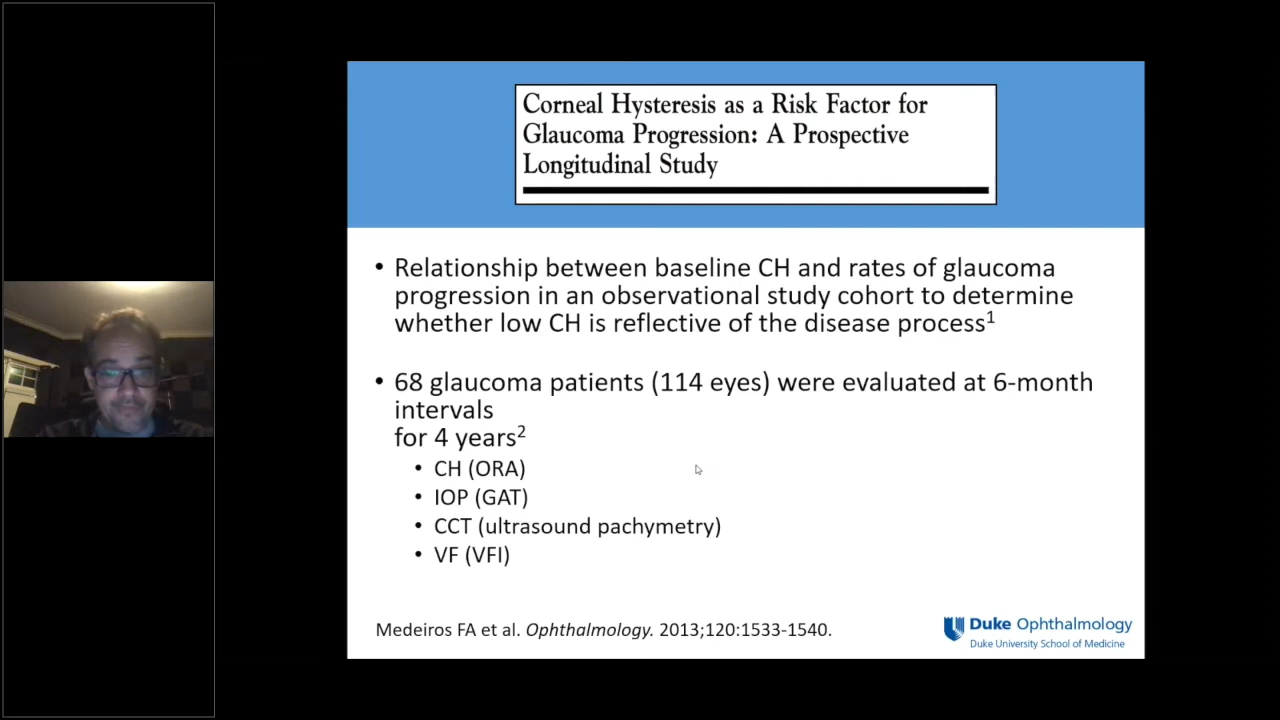 Corneal Hysteresis as a Risk Factor for
Glaucoma Progression: A Prospective
Longitudinal Study
• Relationship between baseline CH and rates of glaucoma
progression in an observational study cohort to determine
whether low CH is reflective of the disease process¹
• 68 glaucoma patients (114 eyes) were evaluated at 6-month
intervals
for 4 years²
• CH (ORA)
• IOP (GAT)
• CCT (ultrasound pachymetry)
• VF (VFI)
Medeiros FA et al. Ophthalmology. 2013;120:1533-1540.
Duke Ophthalmology
Duke University School of Medicine